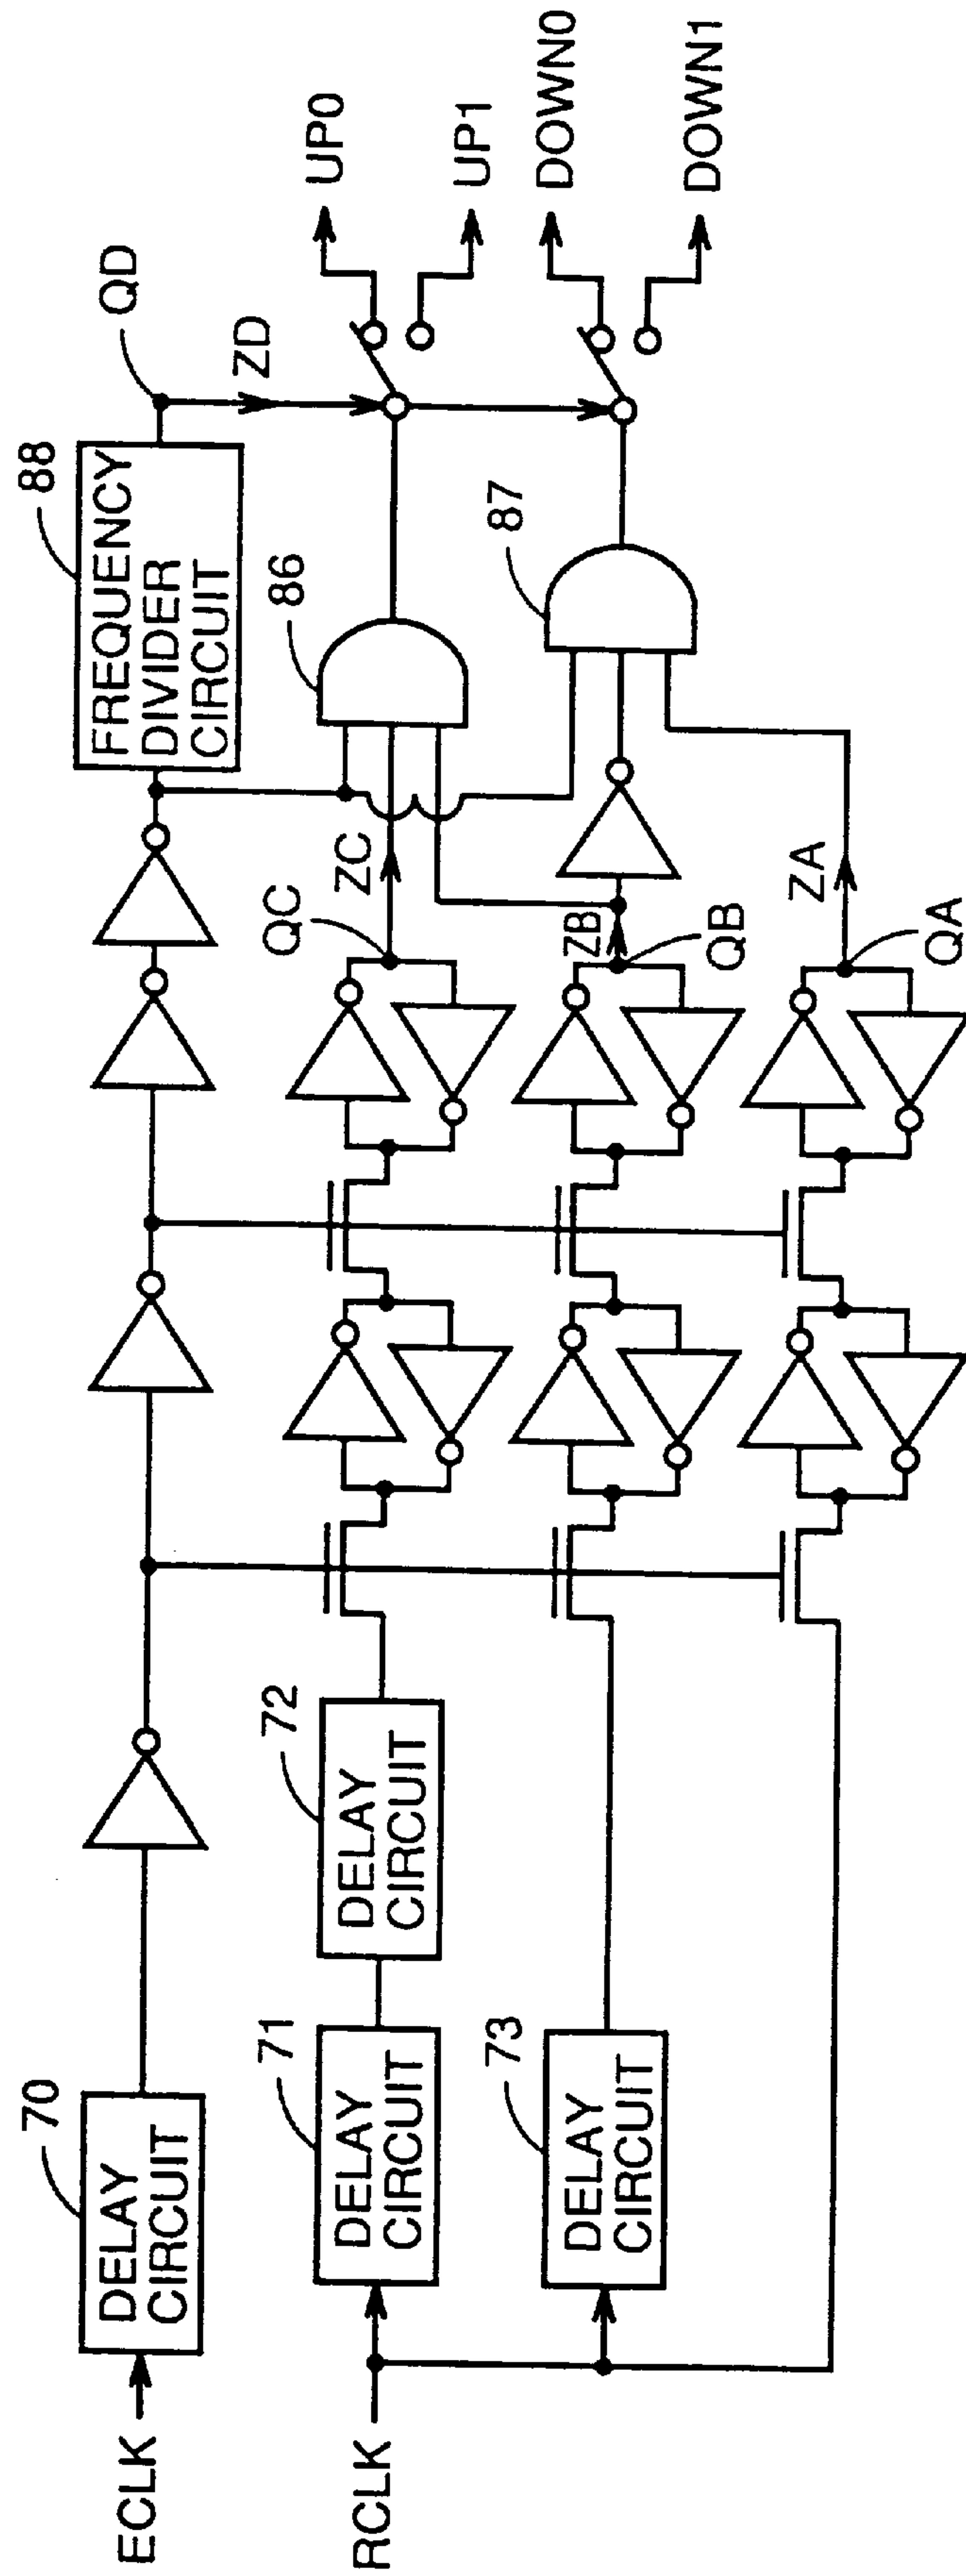 ECLK
70
DELAY
CIRCUIT
88
FREQUENCY
DIVIDER
CIRCUIT
QD
ZD
RCLK
71
DELAY
CIRCUIT
72
DELAY
CIRCUIT
QC
ZC
86
UP0
UP1
73
DELAY
CIRCUIT
ZB
QB
87
DOWN0
DOWN1
ZA
QA